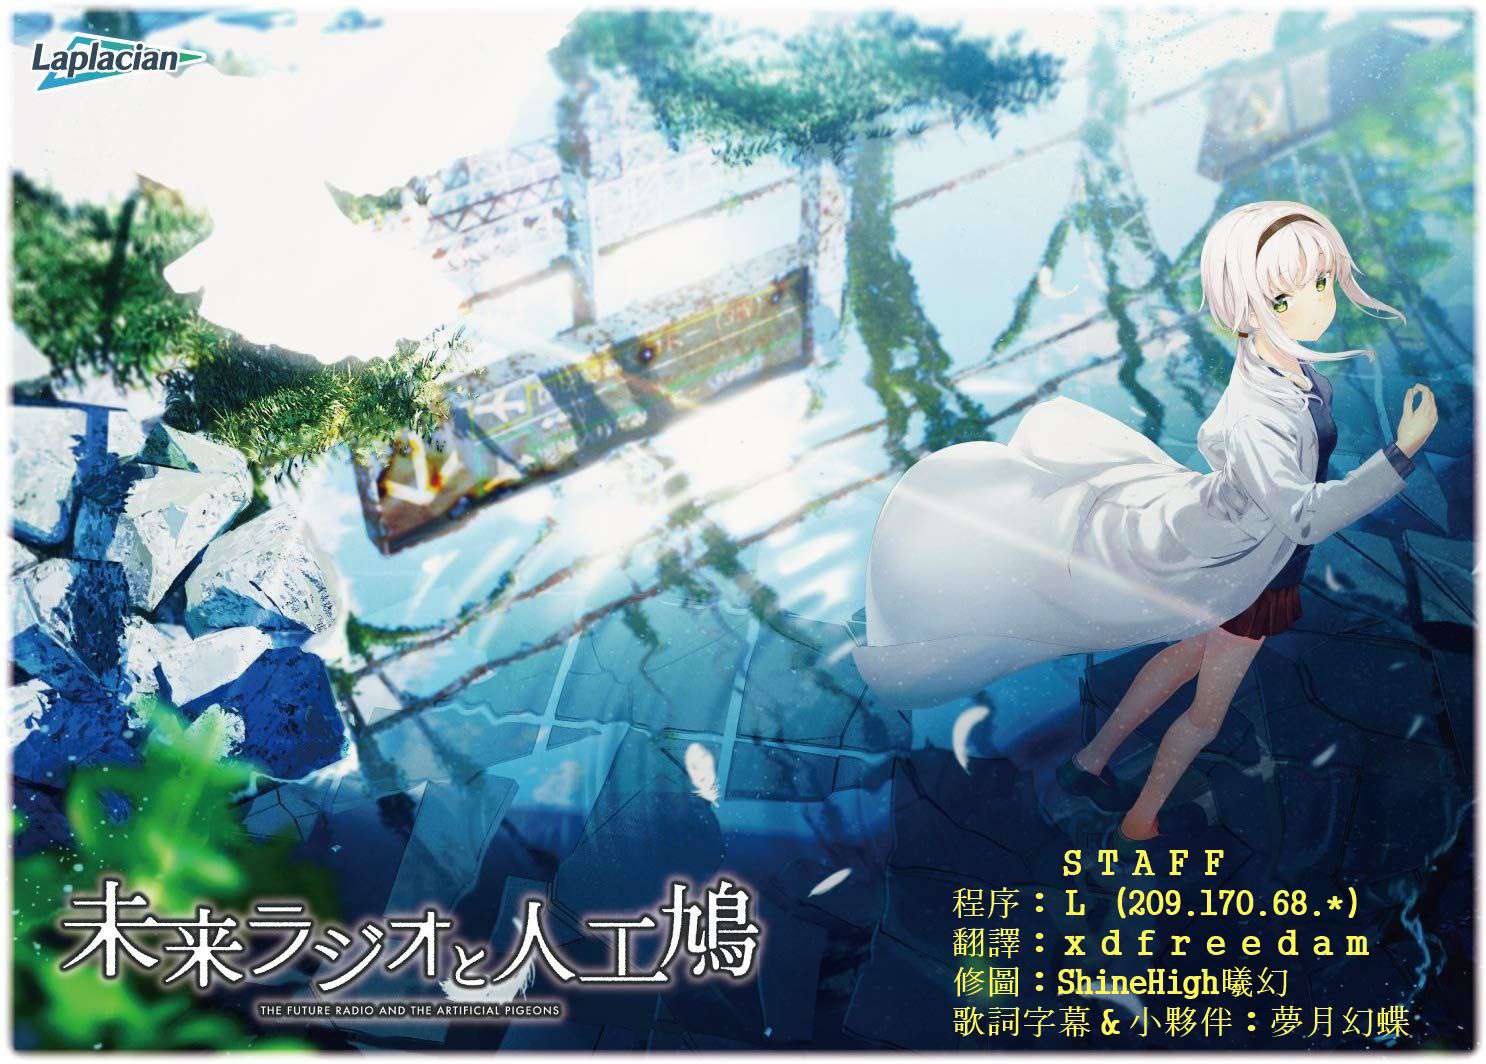 Laplacian
未来ラジオと人工鳩
THE FUTURE RADIO AND THE ARTIFICIAL PIGEONS
STAFF
程序：L (209.170.68.*)
翻譯：xdfreedam
修圖：ShineHigh曦幻
歌詞字幕&小夥伴：夢月幻蝶